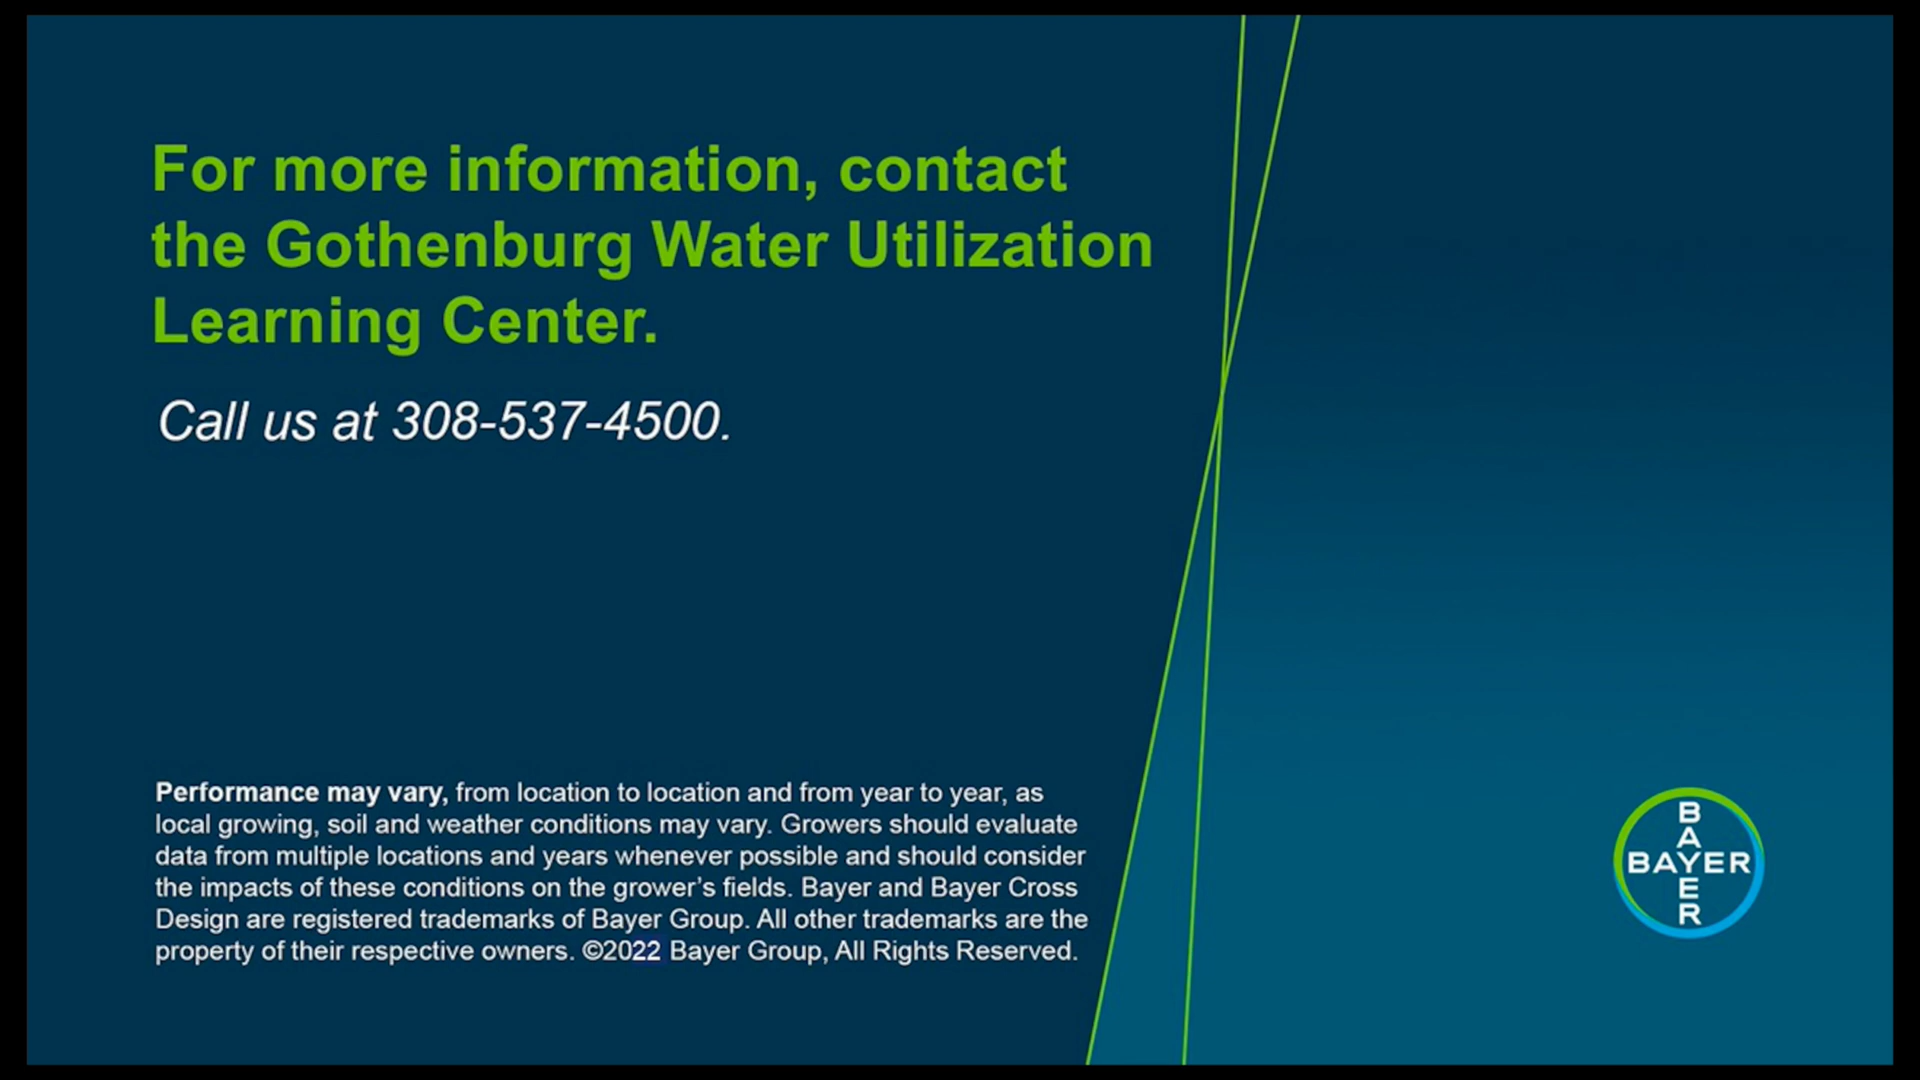 For more information, contact
the Gothenburg Water Utilization
Learning Center.
Call us at 308-537-4500.
Performance may vary, from location to location and from year to year, as
local growing, soil and weather conditions may vary. Growers should evaluate
data from multiple locations and years whenever possible and should consider
the impacts of these conditions on the grower’s fields. Bayer and Bayer Cross
Design are registered trademarks of Bayer Group. All other trademarks are the
property of their respective owners. ©2022 Bayer Group, All Rights Reserved.
BAYER
BAYER